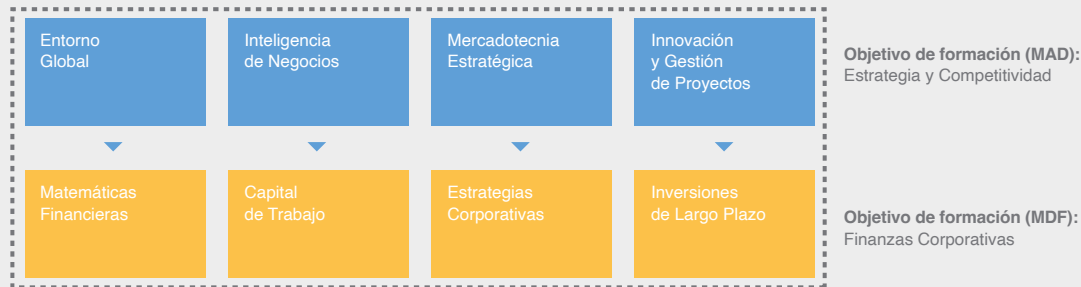 Entorno
Global
Inteligencia
de Negocios
Mercadotecnia
Estratégica
Innovación
y Gestión
de Proyectos
Objetivo de formación (MAD):
Estrategia y Competitividad
Matemáticas
Financieras
Capital
de Trabajo
Estrategias
Corporativas
Inversiones
de Largo Plazo
Objetivo de formación (MDF):
Finanzas Corporativas